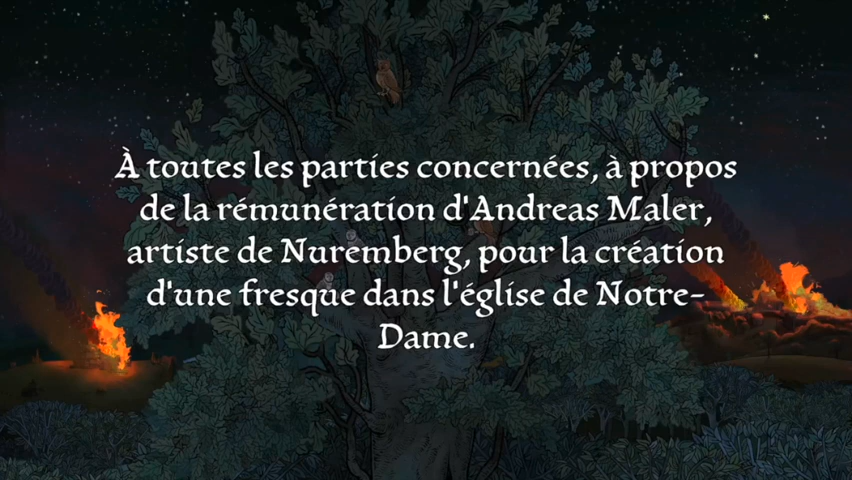 À toutes les parties concernées, à propos
de la rémunération d'Andreas Maler,
artiste de Nuremberg, pour la création
d'une fresque dans l'église de Notre-
Dame.